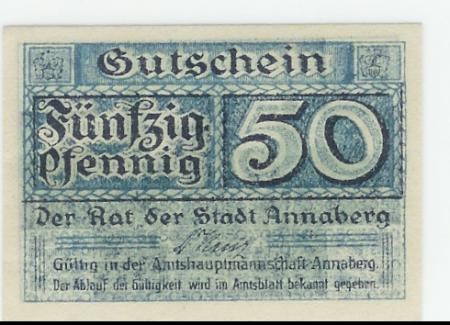 Gutschein
Fünfzig
Pfennig
50
Der Rat der Stadt Annaberg
Gültig in der Amtshauptmannschaft Annaberg.
Der Ablauf der Gültigkeit wird im Amtsblatt bekannt gegeben.